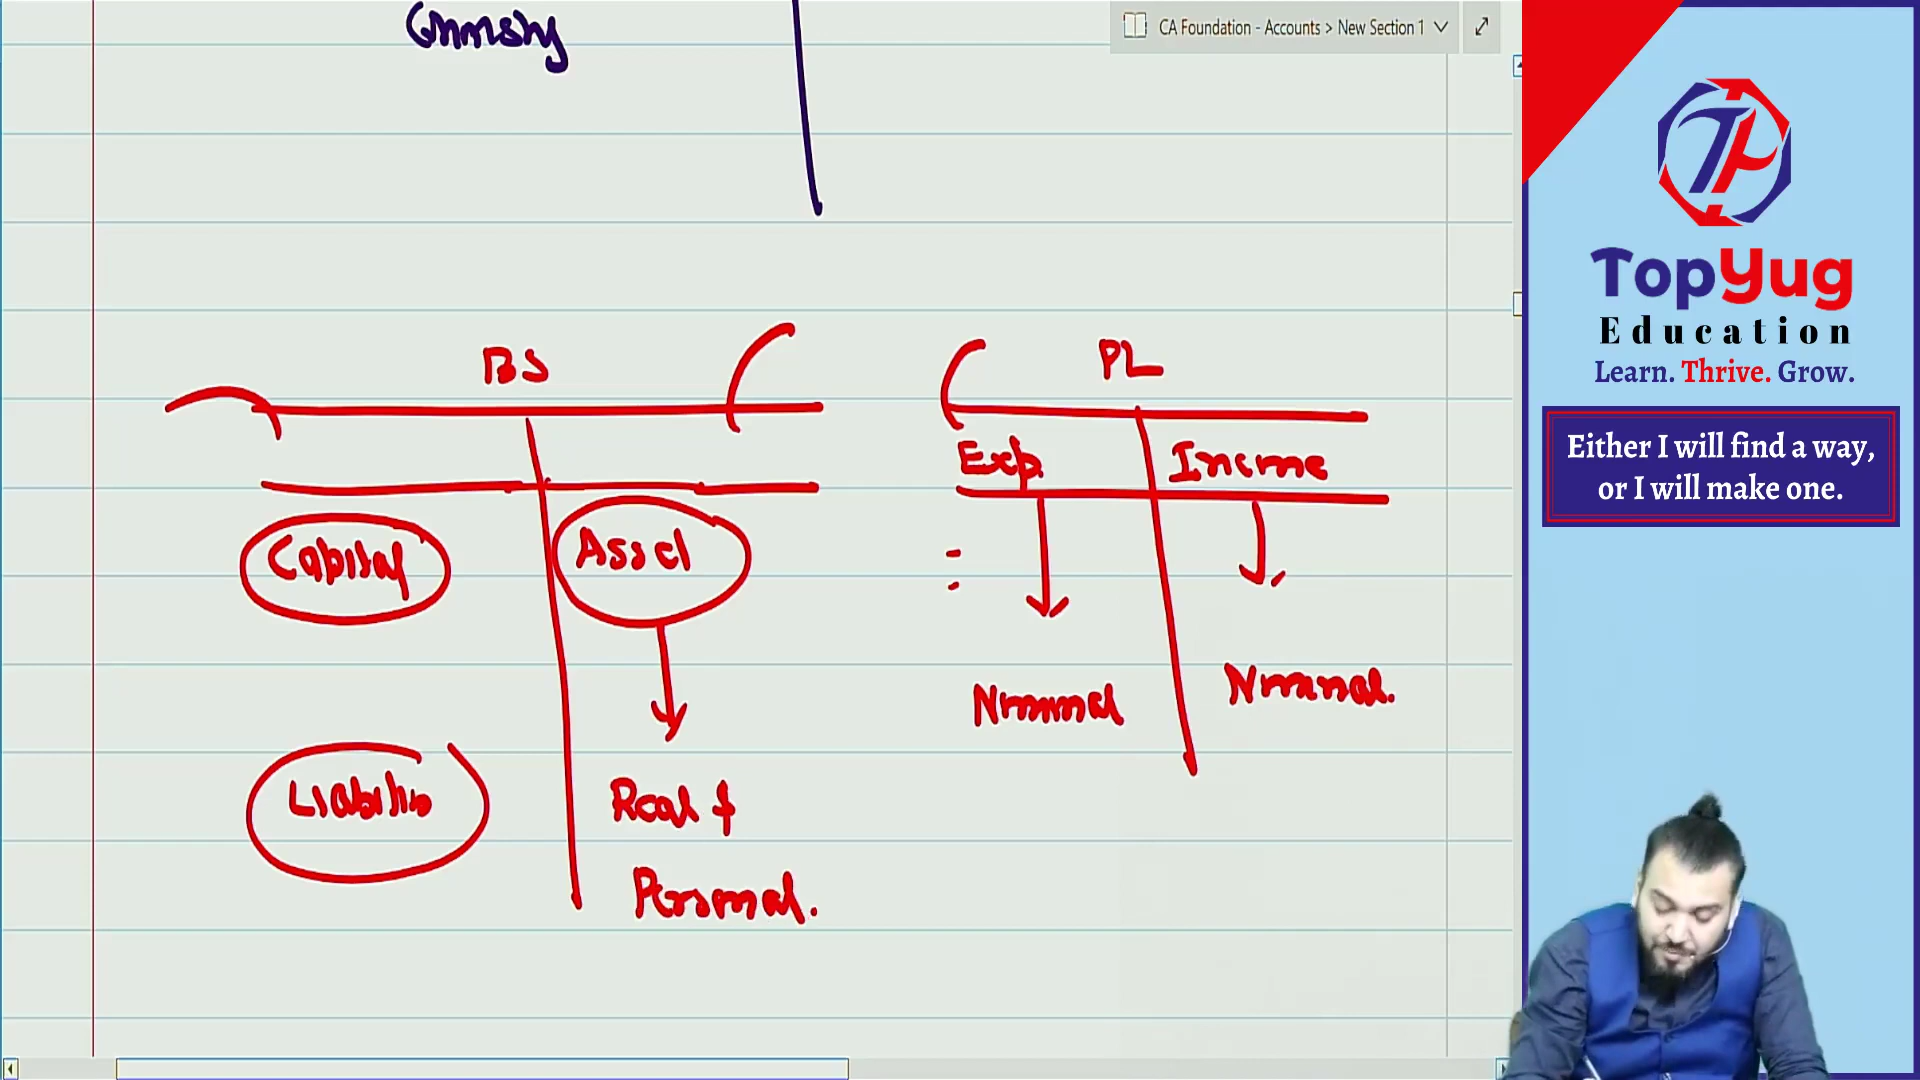 CA Foundation - Accounts > New Section 1
BS
Capital
Asset
Liabilities
Real &
Personal.
PL
Exp.
Income
Nominal
Nominal.
TopYug
Education
Learn. Thrive. Grow.
Either I will find a way,
or I will make one.